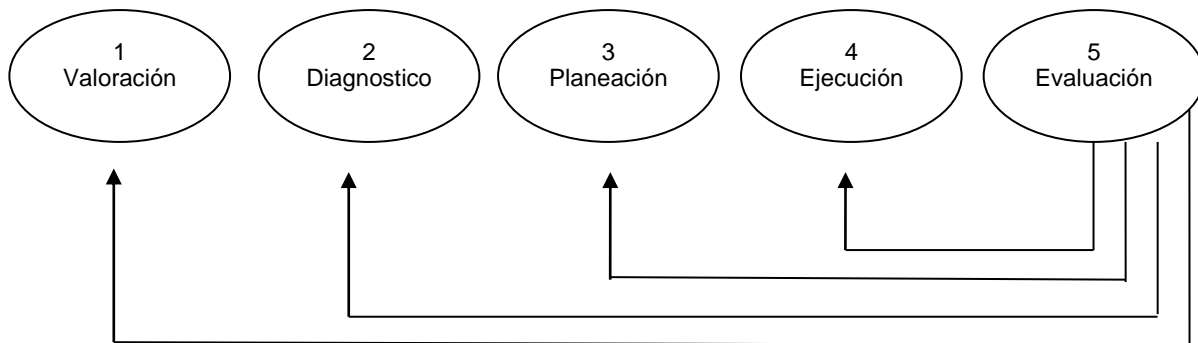 1
Valoración
2
Diagnostico
3
Planeación
4
Ejecución
5
Evaluación